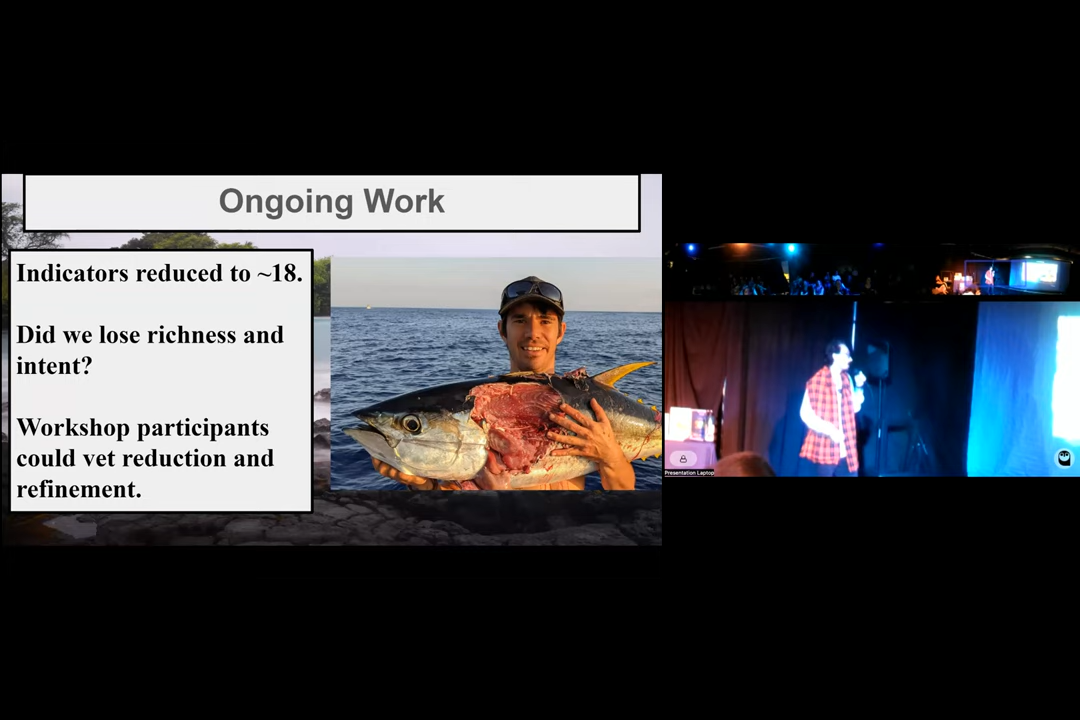 Ongoing Work
Indicators reduced to ~18.
Did we lose richness and
intent?
Workshop participants
could vet reduction and
refinement.
Presentation Laptop